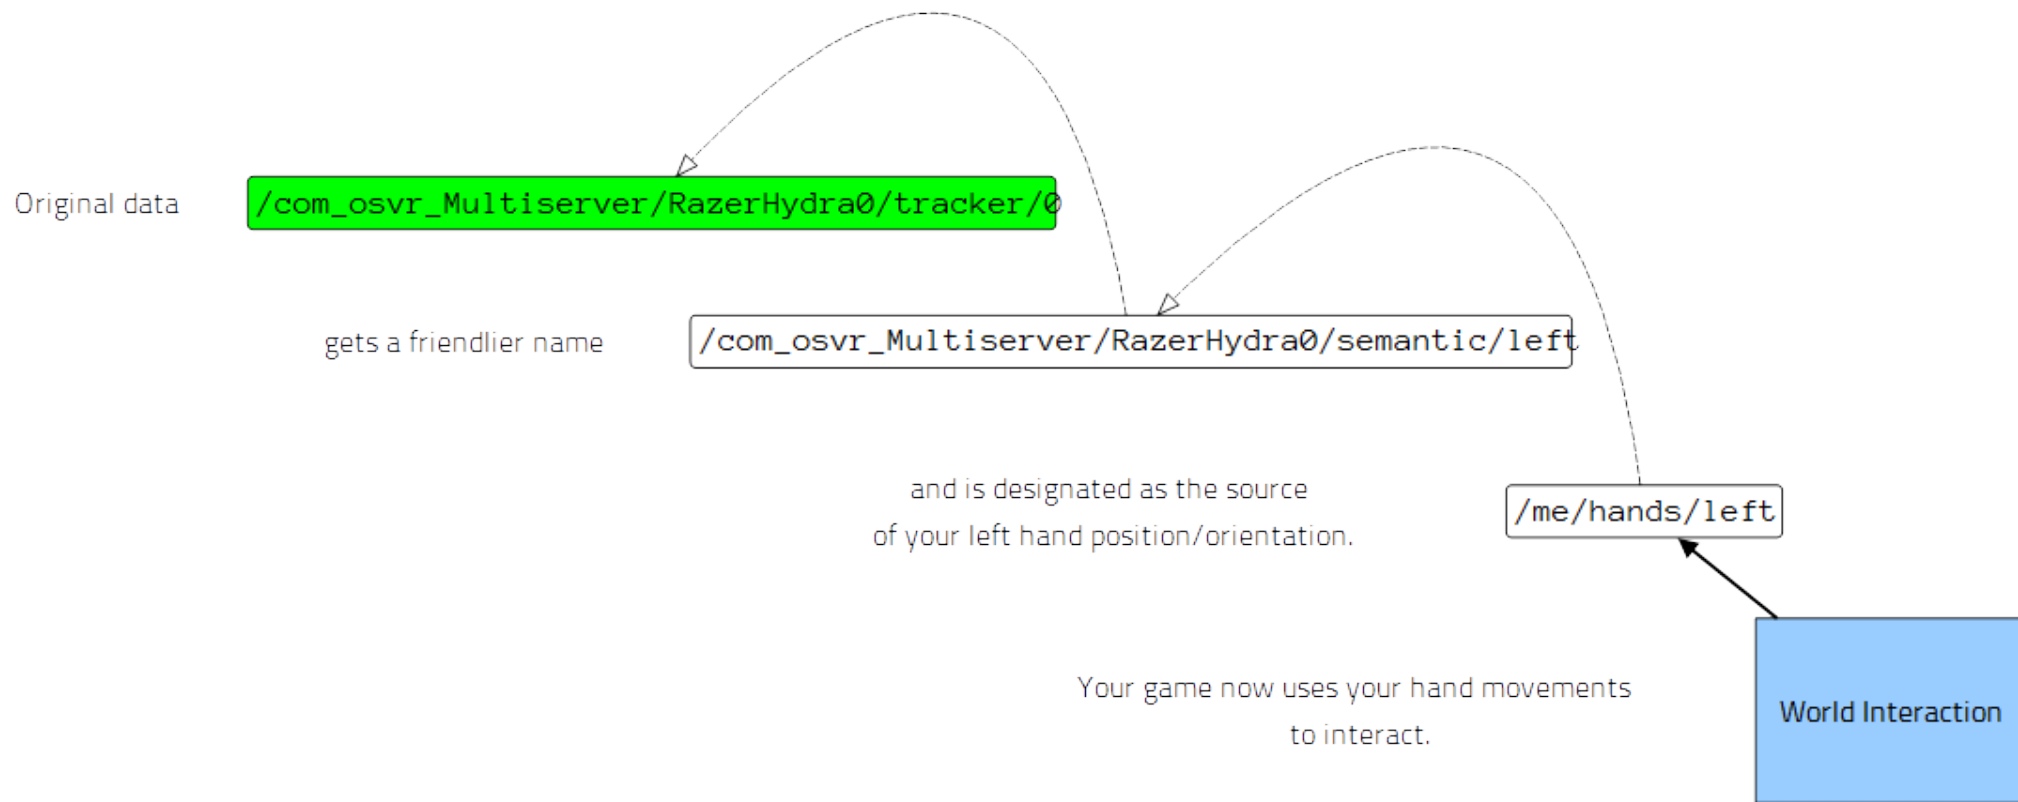 Original data
/com_osvr_Multiserver/RazerHydra0/tracker/0
gets a friendlier name
/com_osvr_Multiserver/RazerHydra0/semantic/left
and is designated as the source
of your left hand position/orientation.
/me/hands/left
Your game now uses your hand movements
to interact.
World Interaction